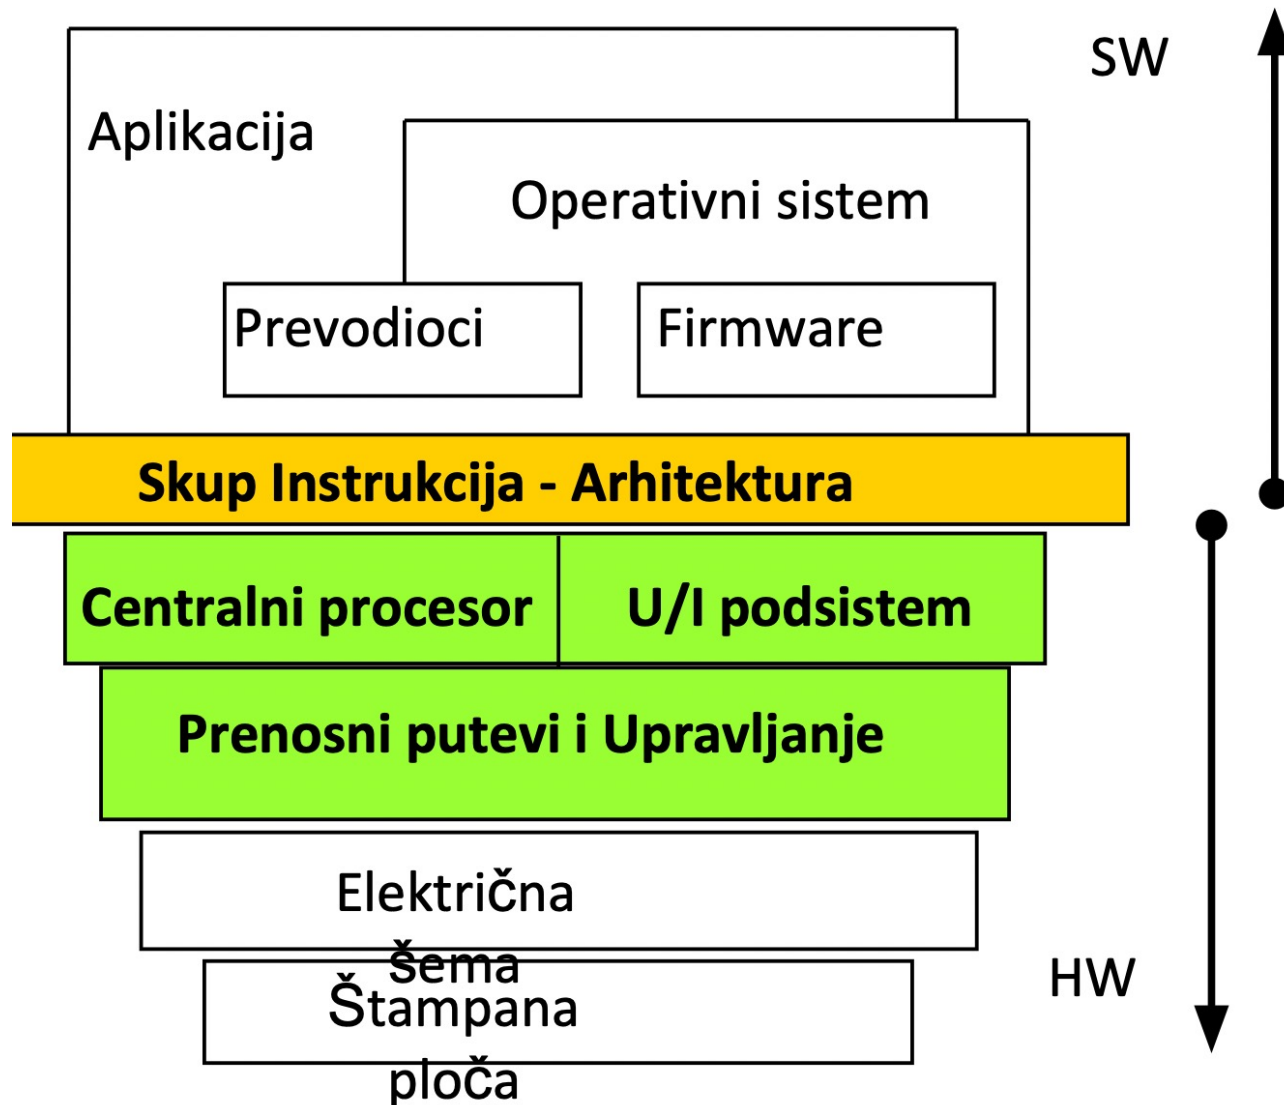 SW
Aplikacija
Operativni sistem
Prevodioci
Firmware
Skup Instrukcija - Arhitektura
Centralni procesor
U/I podsistem
Prenosni putevi i Upravljanje
Električna
šema
HW
Štampana
ploča